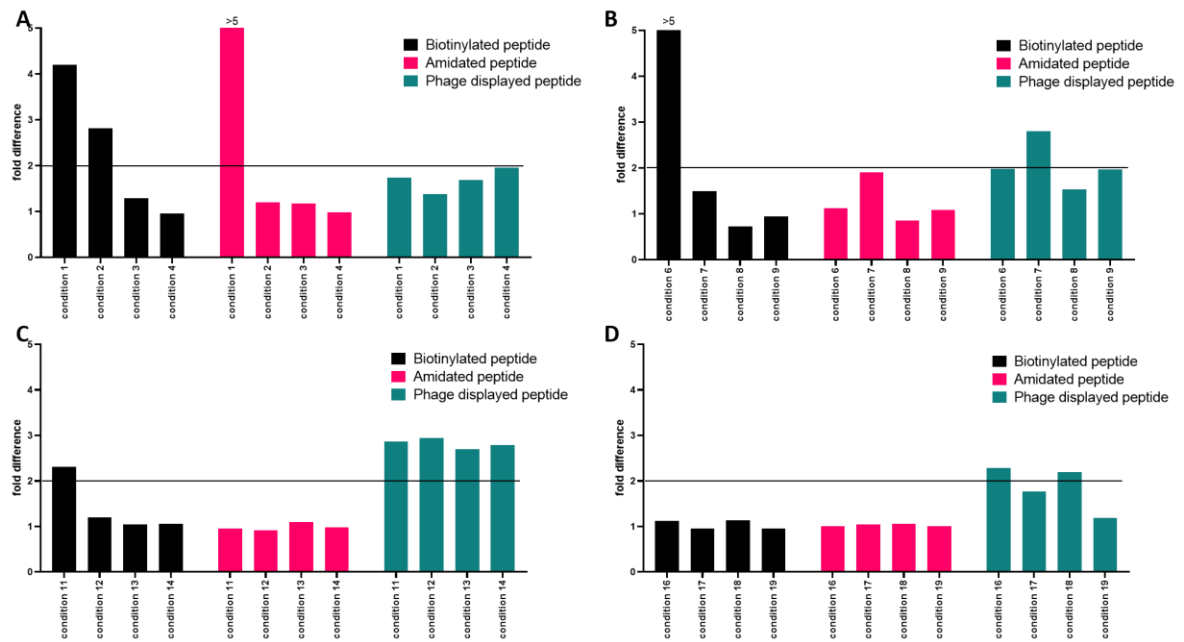 A
>5
5
4
3
2
1
0
fold difference
Biotinylated peptide
Amidated peptide
Phage displayed peptide
condition 1
condition 2
condition 3
condition 4
condition 1
condition 2
condition 3
condition 4
condition 1
condition 2
condition 3
condition 4
B
>5
5
4
3
2
1
0
fold difference
Biotinylated peptide
Amidated peptide
Phage displayed peptide
condition 6
condition 7
condition 8
condition 9
condition 6
condition 7
condition 8
condition 9
condition 6
condition 7
condition 8
condition 9
C
5
4
3
2
1
0
fold difference
Biotinylated peptide
Amidated peptide
Phage displayed peptide
condition 11
condition 12
condition 13
condition 14
condition 11
condition 12
condition 13
condition 14
condition 11
condition 12
condition 13
condition 14
D
5
4
3
2
1
0
fold difference
Biotinylated peptide
Amidated peptide
Phage displayed peptide
condition 16
condition 17
condition 18
condition 19
condition 16
condition 17
condition 18
condition 19
condition 16
condition 17
condition 18
condition 19